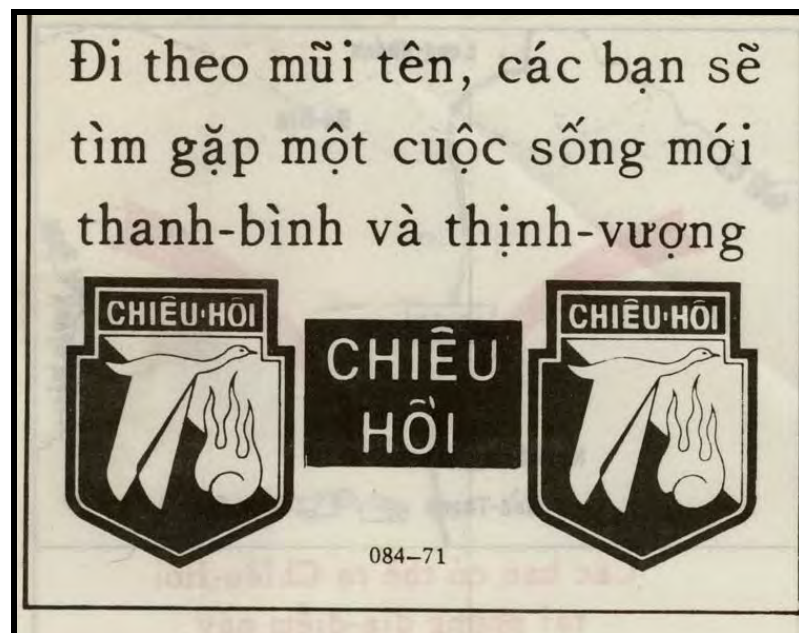 Đi theo mũi tên, các bạn sẽ
tìm gặp một cuộc sống mới
thanh-bình và thịnh-vượng
CHIÊU·HỒI
CHIÊU
HỒI
CHIÊU·HỒI
084–71